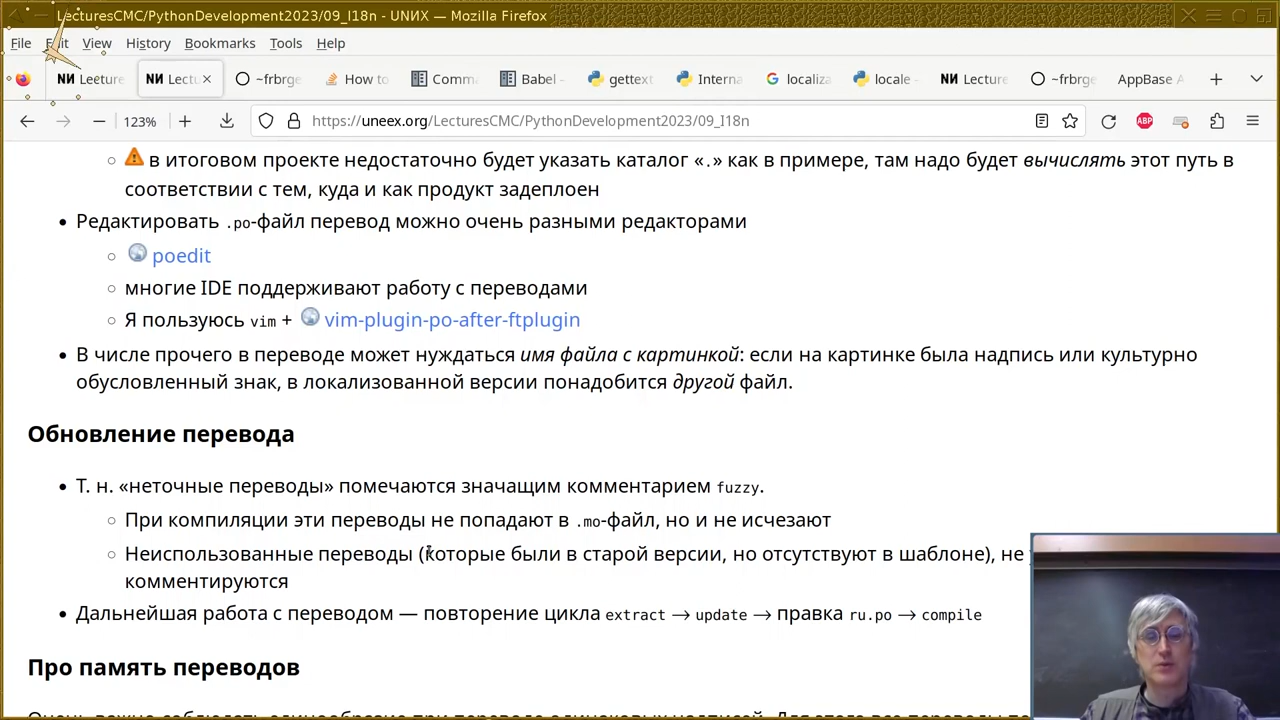 LecturesCMC/PythonDevelopment2023/09_I18n - UNИX — Mozilla Firefox
File Edit View History Bookmarks Tools Help
Lecture Lectu ~frbrge How to Comma Babel – gettext Interna localiza locale – Lecture ~frbrge AppBase A
123% https://uneex.org/LecturesCMC/PythonDevelopment2023/09_I18n
в итоговом проекте недостаточно будет указать каталог «.» как в примере, там надо будет вычислять этот путь в
соответствии с тем, куда и как продукт задеплоен
Редактировать .po-файл перевод можно очень разными редакторами
poedit
многие IDE поддерживают работу с переводами
Я пользуюсь vim + vim-plugin-po-after-ftplugin
В числе прочего в переводе может нуждаться имя файла с картинкой: если на картинке была надпись или культурно
обусловленный знак, в локализованной версии понадобится другой файл.
Обновление перевода
Т. н. «неточные переводы» помечаются значащим комментарием fuzzy.
При компиляции эти переводы не попадают в .mo-файл, но и не исчезают
Неиспользованные переводы (которые были в старой версии, но отсутствуют в шаблоне), не
комментируются
Дальнейшая работа с переводом — повторение цикла extract → update → правка ru.po → compile
Про память переводов